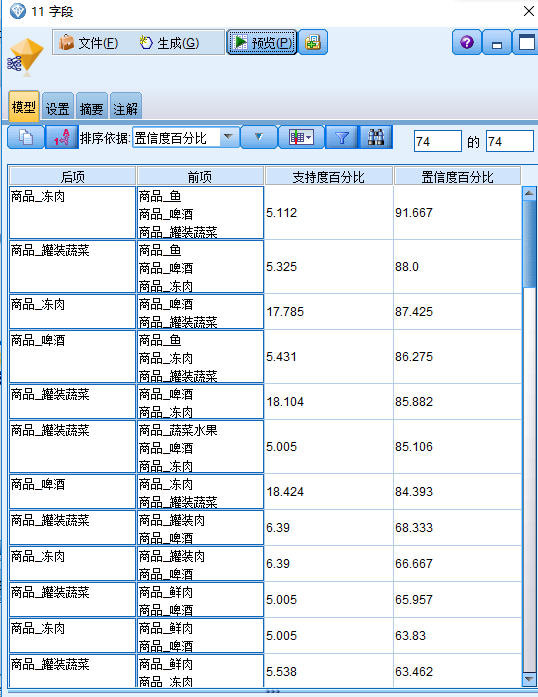 11 字段
文件(F)
生成(G)
预览(P)
模型
设置
摘要
注解
排序依据:
置信度百分比
74 的 74
后项 前项 支持度百分比 置信度百分比
商品_冻肉 商品_鱼
商品_啤酒
商品_罐装蔬菜
5.112 91.667
商品_罐装蔬菜 商品_鱼
商品_啤酒
商品_冻肉
5.325 88.0
商品_冻肉 商品_啤酒
商品_罐装蔬菜
17.785 87.425
商品_啤酒 商品_鱼
商品_冻肉
商品_罐装蔬菜
5.431 86.275
商品_罐装蔬菜 商品_啤酒
商品_冻肉
18.104 85.882
商品_罐装蔬菜 商品_蔬菜水果
商品_啤酒
商品_冻肉
5.005 85.106
商品_啤酒 商品_冻肉
商品_罐装蔬菜
18.424 84.393
商品_罐装蔬菜 商品_罐装肉
商品_啤酒
6.39 68.333
商品_冻肉 商品_罐装肉
商品_啤酒
6.39 66.667
商品_罐装蔬菜 商品_鲜肉
商品_啤酒
5.005 65.957
商品_冻肉 商品_鲜肉
商品_啤酒
5.005 63.83
商品_罐装蔬菜 商品_鲜肉
商品_冻肉
5.538 63.462